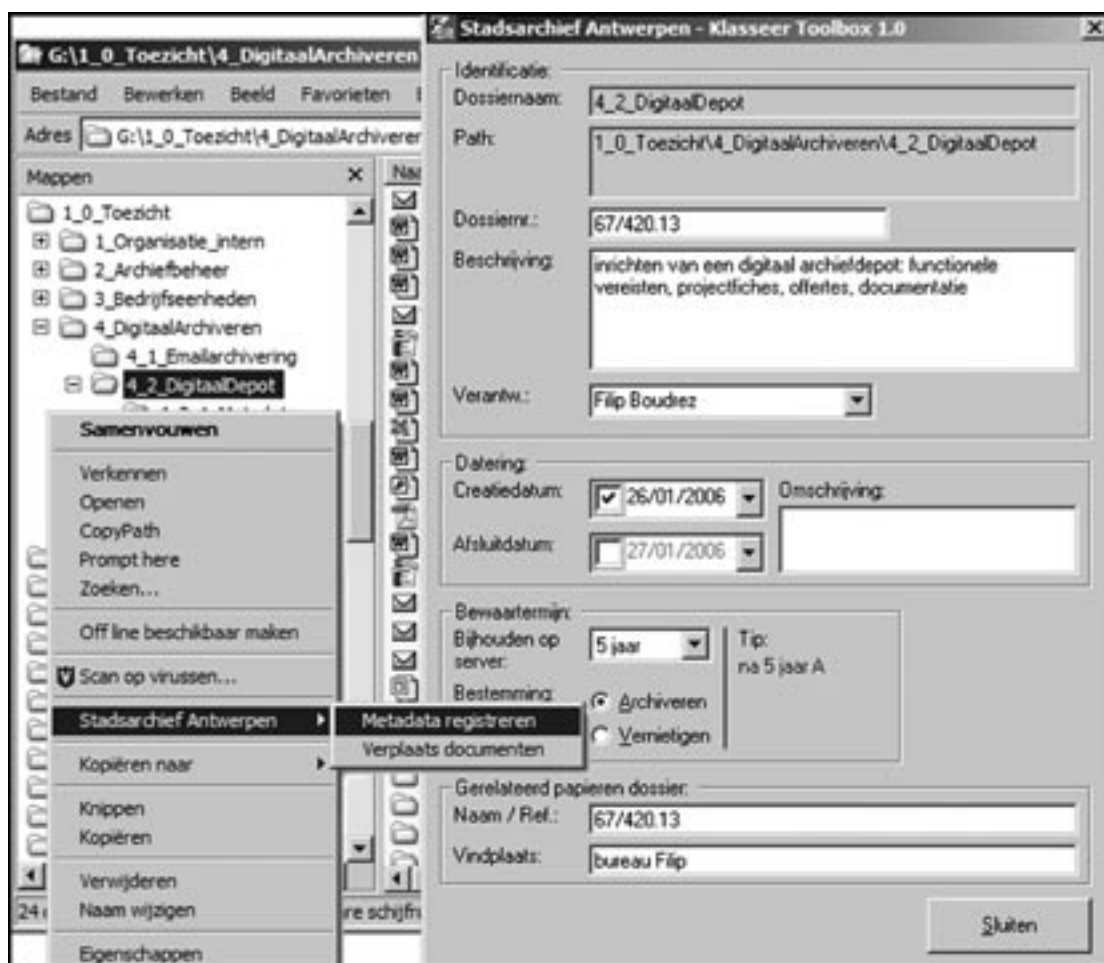 G:\1_0_Toezicht\4_DigitaalArchiveren
Bestand Bewerken Beeld Favorieten
Adres G:\1_0_Toezicht\4_DigitaalArchiveren
Mappen
1_0_Toezicht
1_Organisatie_intern
2_Archiefbeheer
3_Bedrijfseenheden
4_DigitaalArchiveren
4_1_Emailarchivering
4_2_DigitaalDepot
Samenvouwen
Verkennen
Openen
CopyPath
Prompt here
Zoeken...
Off line beschikbaar maken
Scan op virussen...
Stadsarchief Antwerpen
Metadata registreren
Verplaats documenten
Kopiëren naar
Knippen
Kopiëren
Verwijderen
Naam wijzigen
Eigenschappen
Stadsarchief Antwerpen - Klasseer Toolbox 1.0
Identificatie:
Dossiernaam: 4_2_DigitaalDepot
Path: 1_0_Toezicht\4_DigitaalArchiveren\4_2_DigitaalDepot
Dossiernr.: 67/420.13
Beschrijving: inrichten van een digitaal archiefdepot: functionele
vereisten, projectfiches, offertes, documentatie
Verantw.: Filip Boudrez
Datering:
Creatiedatum: 26/01/2006 Omschrijving:
Afsluitdatum: 27/01/2006
Bewaartermijn:
Bijhouden op
server: 5 jaar
Tip:
na 5 jaar A
Bestemming
Archiveren
Vernietigen
Gerelateerd papieren dossier:
Naam / Ref.: 67/420.13
Vindplaats: bureau Filip
Sluiten